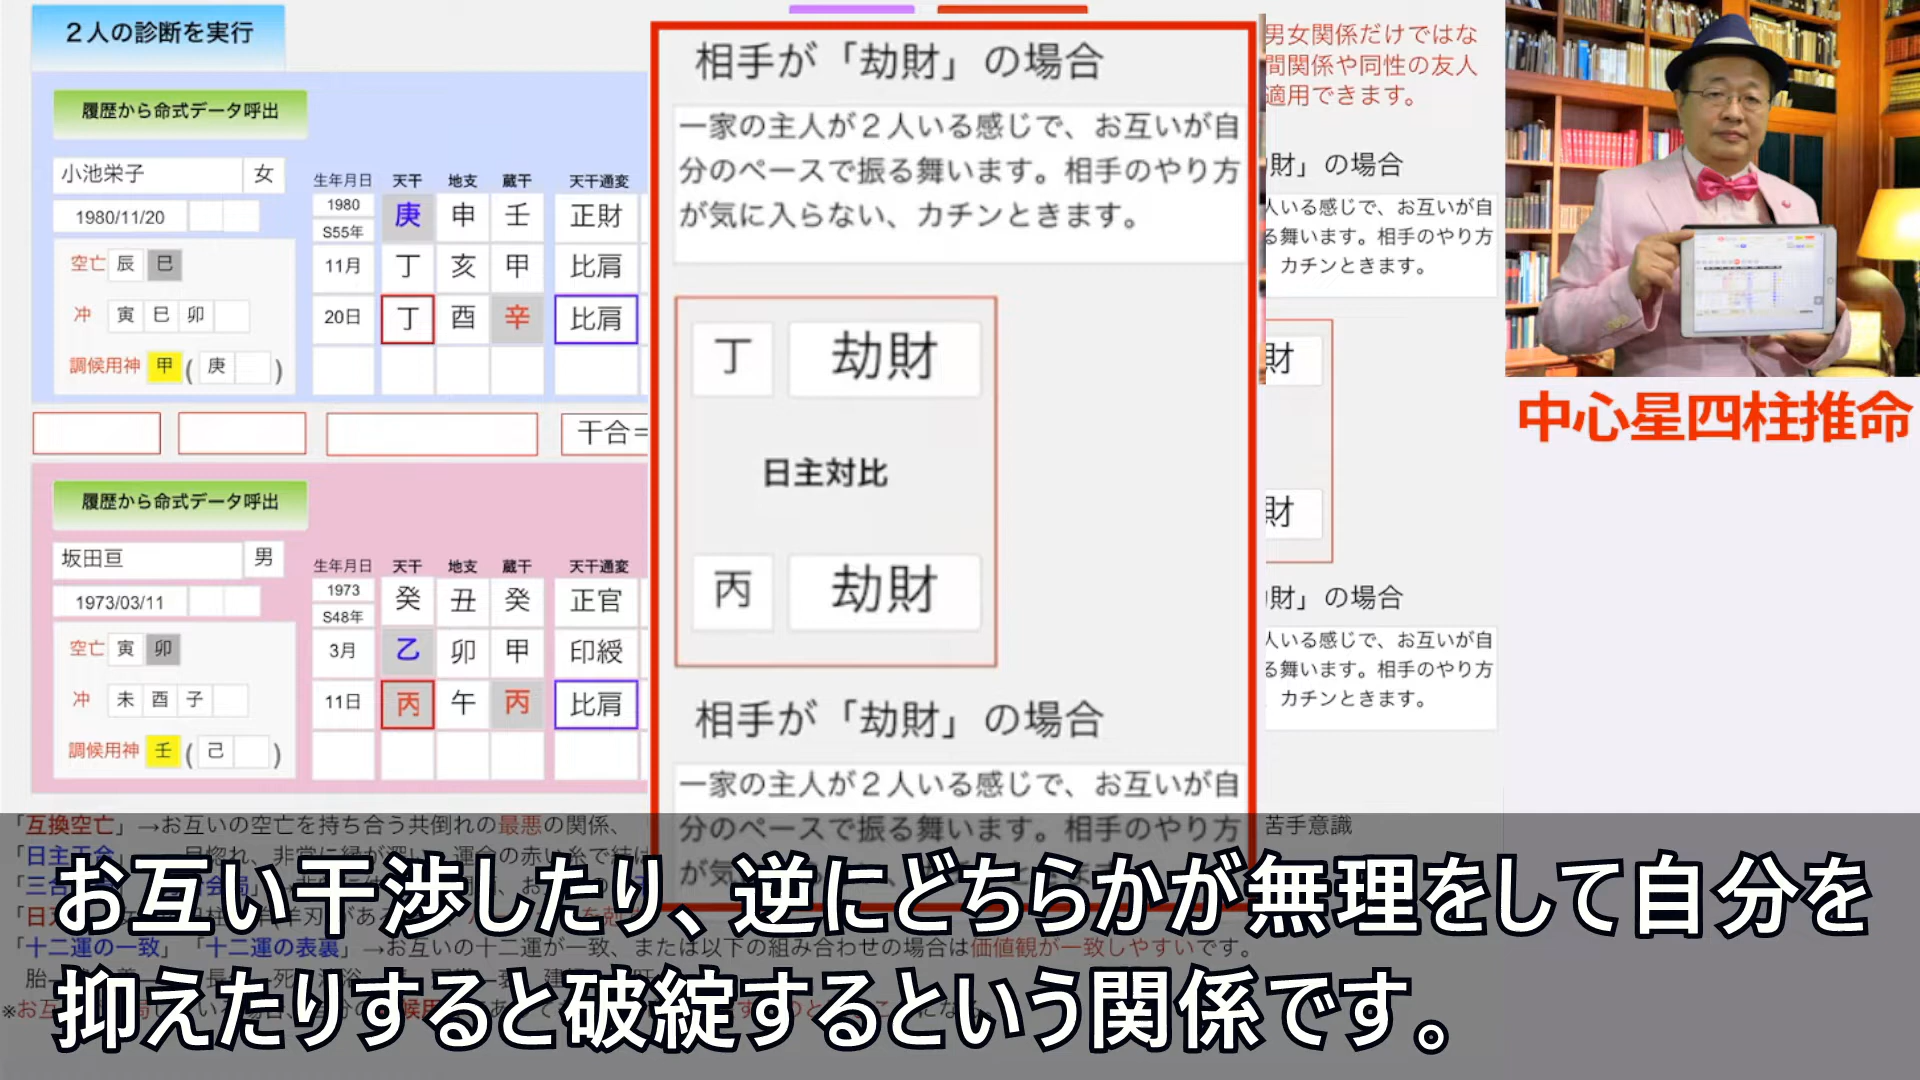 ２人の診断を実行
履歴から命式データ呼出
小池栄子 女
1980/11/20
空亡 辰 巳
冲 寅 巳 卯
調候用神 甲 ( 庚 )
生年月日 天干 地支 蔵干 天干通変
1980 庚 申 壬 正財
S55年
11月 丁 亥 甲 比肩
20日 丁 酉 辛 比肩
干合=
履歴から命式データ呼出
坂田亘 男
1973/03/11
空亡 寅 卯
冲 未 酉 子
調候用神 壬 ( 己 )
生年月日 天干 地支 蔵干 天干通変
1973 癸 丑 癸 正官
S48年
3月 乙 卯 甲 印綬
11日 丙 午 丙 比肩
相手が「劫財」の場合
一家の主人が２人いる感じで、お互いが自
分のペースで振る舞います。相手のやり方
が気に入らない、カチンときます。
丁 劫財
日主対比
丙 劫財
相手が「劫財」の場合
一家の主人が２人いる感じで、お互いが自
分のペースで振る舞います。相手のやり方
男女関係だけではな
間関係や同性の友人
適用できます。
財」の場合
人いる感じで、お互いが自
る舞います。相手のやり方
カチンときます。
財
財
財」の場合
人いる感じで、お互いが自
る舞います。相手のやり方
カチンときます。
苦手意識
中心星四柱推命
「互換空亡」→お互いの空亡を持ち合う共倒れの最悪の関係、
「十二運の一致」「十二運の表裏」→お互いの十二運が一致、または以下の組み合わせの場合は価値観が一致しやすいです。
お互い干渉したり、逆にどちらかが無理をして自分を
抑えたりすると破綻するという関係です。